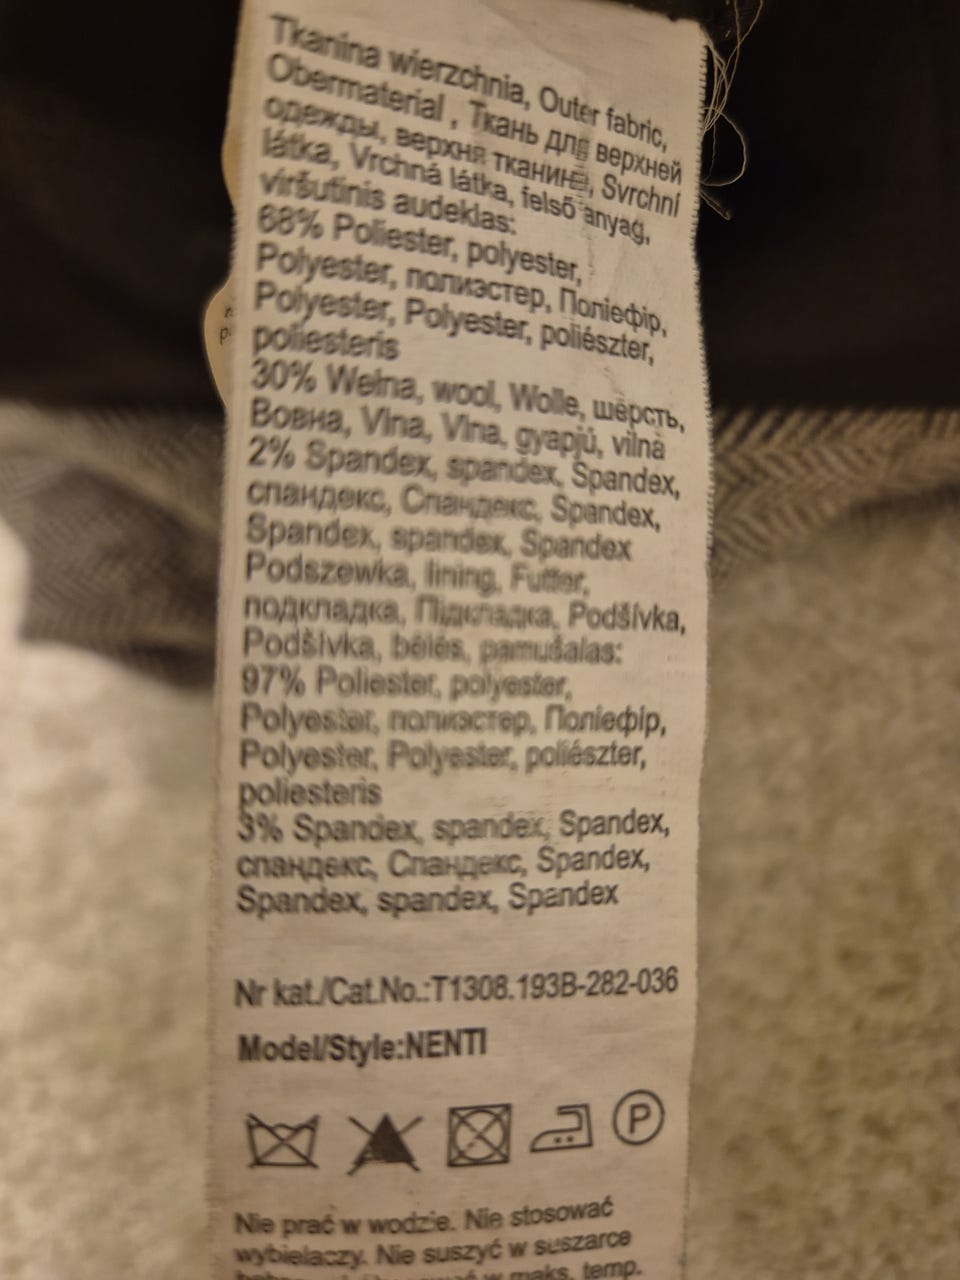 Tkanina wierzchnia, Outer fabric,
Obermaterial , Ткань для верхней
одежды, верхня тканина, Svrchní
látka, Vrchná látka, felső anyag,
viršutinis audeklas:
68% Poliester, polyester,
Polyester, полиэстер, Поліефір,
Polyester, Polyester, poliészter,
poliesteris
30% Wełna, wool, Wolle, шерсть,
Вовна, Vlna, Vlna, gyapjú, vilna
2% Spandex, spandex, Spandex,
спандекс, Спандекс, Spandex,
Spandex, spandex, Spandex
Podszewka, lining, Futter,
подкладка, Підкладка, Podšívka,
Podšívka, bélés, pamušalas:
97% Poliester, polyester,
Polyester, полиэстер, Поліефір,
Polyester, Polyester, poliészter,
poliesteris
3% Spandex, spandex, Spandex,
спандекс, Спандекс, Spandex,
Spandex, spandex, Spandex
Nr kat./Cat.No.:T1308.193B-282-036
Model/Style:NENTI
P
Nie prać w wodzie. Nie stosować
wybielaczy. Nie suszyć w suszarce
w maks. temp.